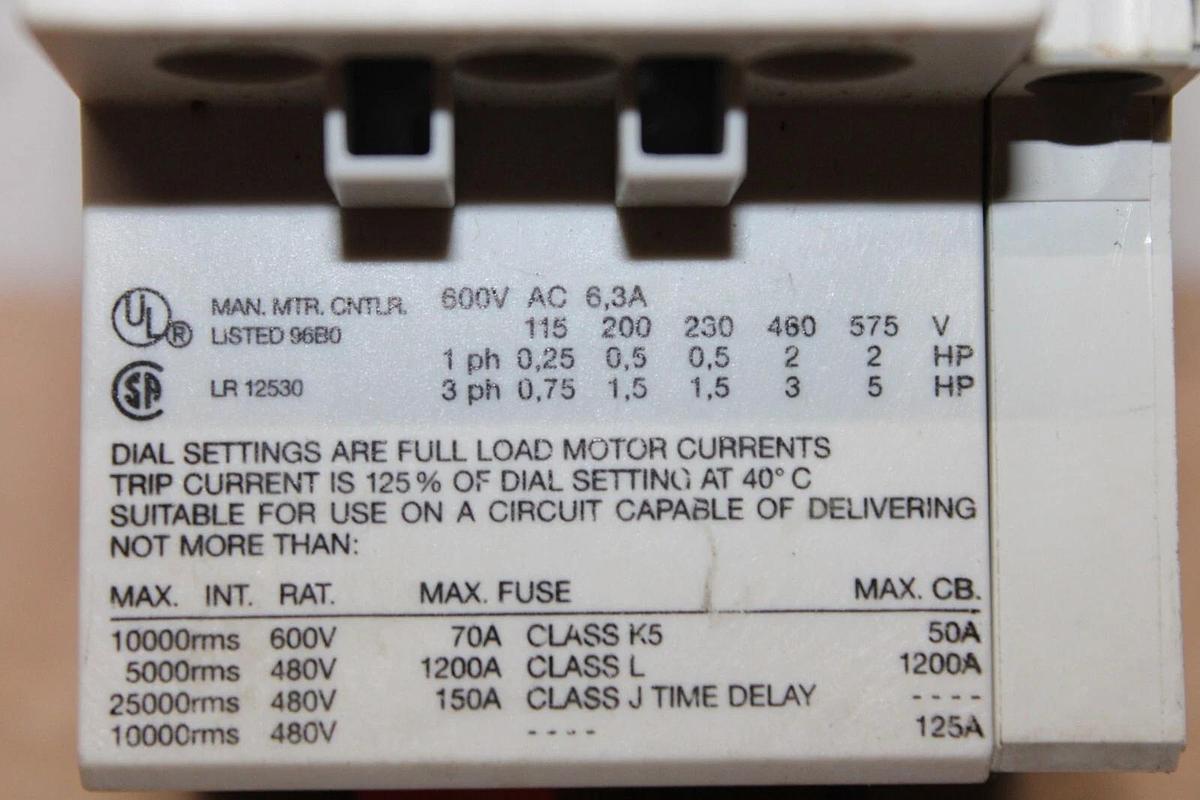 UL® MAN. MTR. CNTLR. 600V AC 6,3A
LISTED 96B0 115 200 230 460 575 V
1 ph 0,25 0,5 0,5 2 2 HP
SA LR 12530 3 ph 0,75 1,5 1,5 3 5 HP
DIAL SETTINGS ARE FULL LOAD MOTOR CURRENTS
TRIP CURRENT IS 125% OF DIAL SETTING AT 40° C
SUITABLE FOR USE ON A CIRCUIT CAPABLE OF DELIVERING
NOT MORE THAN:
MAX. INT. RAT. MAX. FUSE MAX. CB.
10000rms 600V 70A CLASS K5 50A
5000rms 480V 1200A CLASS L 1200A
25000rms 480V 150A CLASS J TIME DELAY ----
10000rms 480V ---- 125A